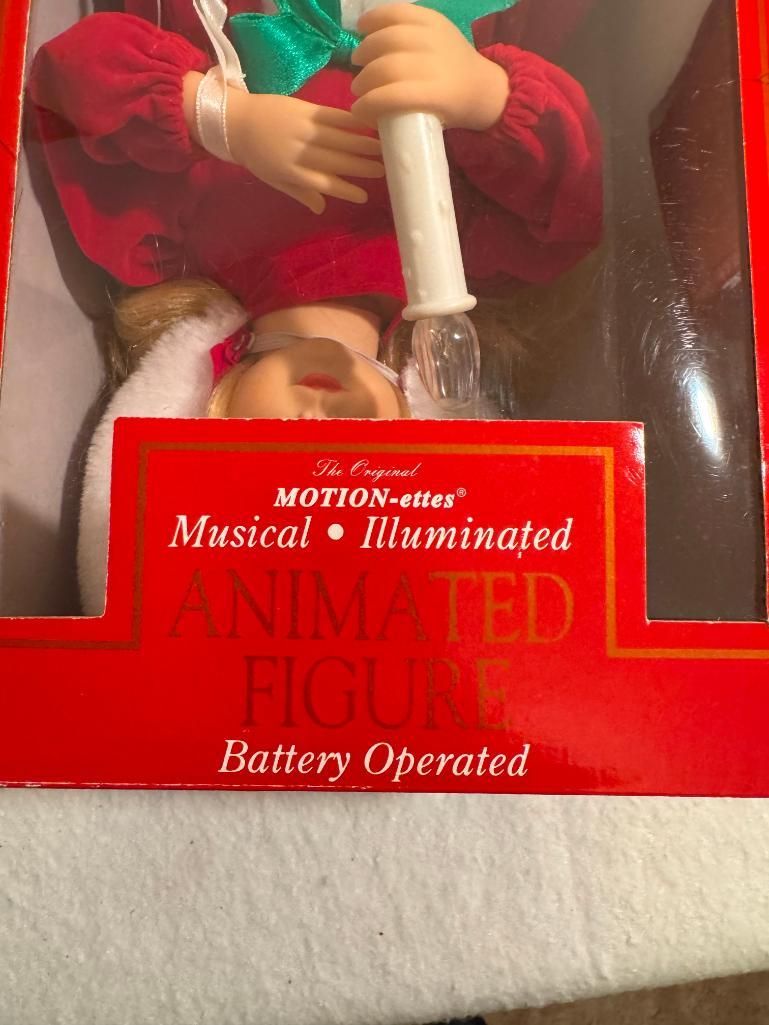 The Original
MOTION-ettes®
Musical • Illuminated
ANIMATED
FIGURE
Battery Operated